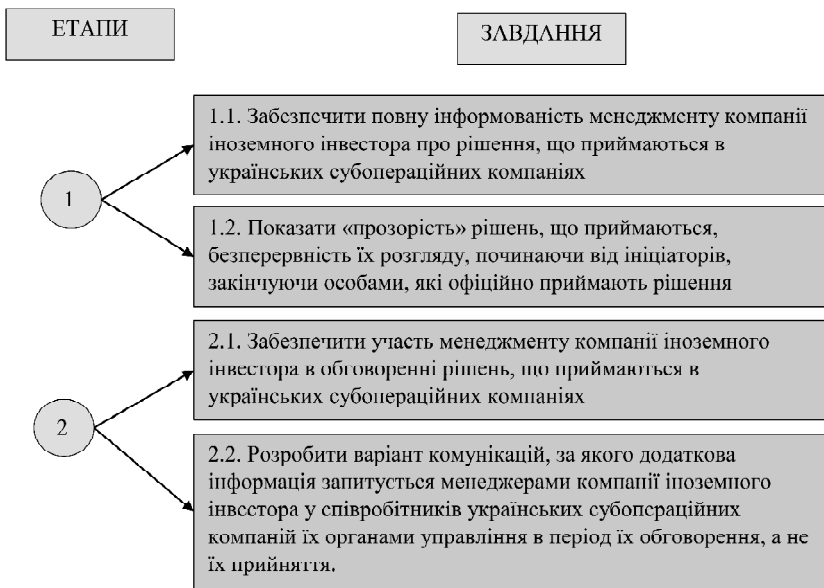 ЕТАПИ
ЗАВДАННЯ
1
1.1. Забезпечити повну інформованість менеджменту компанії
іноземного інвестора про рішення, що приймаються в
українських субопераційних компаніях
1.2. Показати «прозорість» рішень, що приймаються,
безперервність їх розгляду, починаючи від ініціаторів,
закінчуючи особами, які офіційно приймають рішення
2
2.1. Забезпечити участь менеджменту компанії іноземного
інвестора в обговоренні рішень, що приймаються в
українських субопераційних компаніях
2.2. Розробити варіант комунікацій, за якого додаткова
інформація запитується менеджерами компанії іноземного
інвестора у співробітників українських субопераційних
компаній їх органами управління в період їх обговорення, а не
їх прийняття.